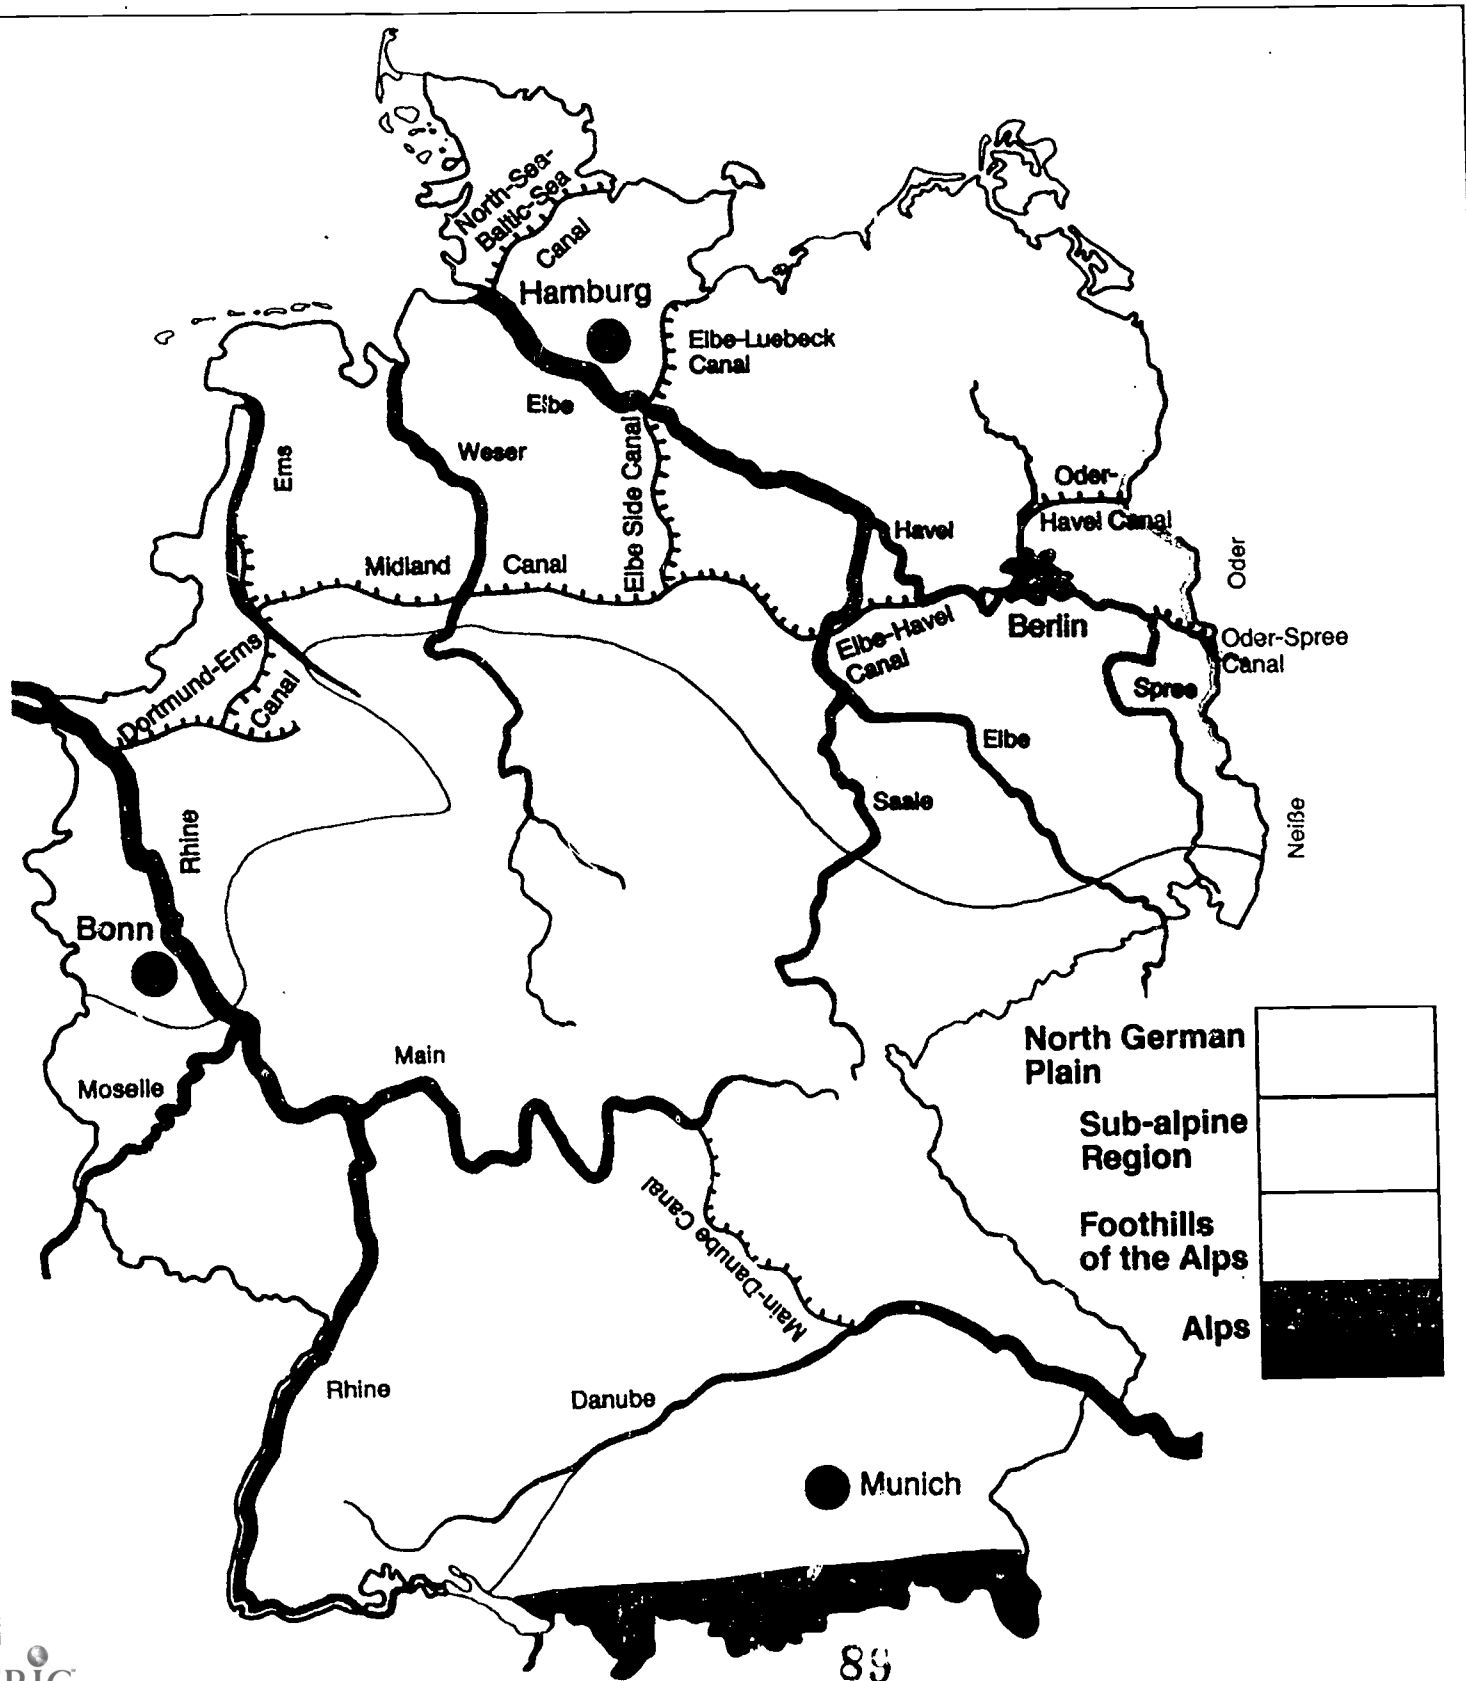 North-Sea-
Baltic-Sea
Canal
Hamburg
Elbe-Luebeck
Canal
Elbe
Weser
Ems
Elbe Side Canal
Oder-
Havel Canal
Havel
Oder
Midland Canal
Elbe-Havel
Canal
Berlin
Oder-Spree
Canal
Spree
Dortmund-Ems
Canal
Elbe
Saale
Rhine
Neiße
Bonn
Main
Moselle
North German
Plain
Sub-alpine
Region
Foothills
of the Alps
Alps
Main-Danube Canal
Rhine
Danube
Munich